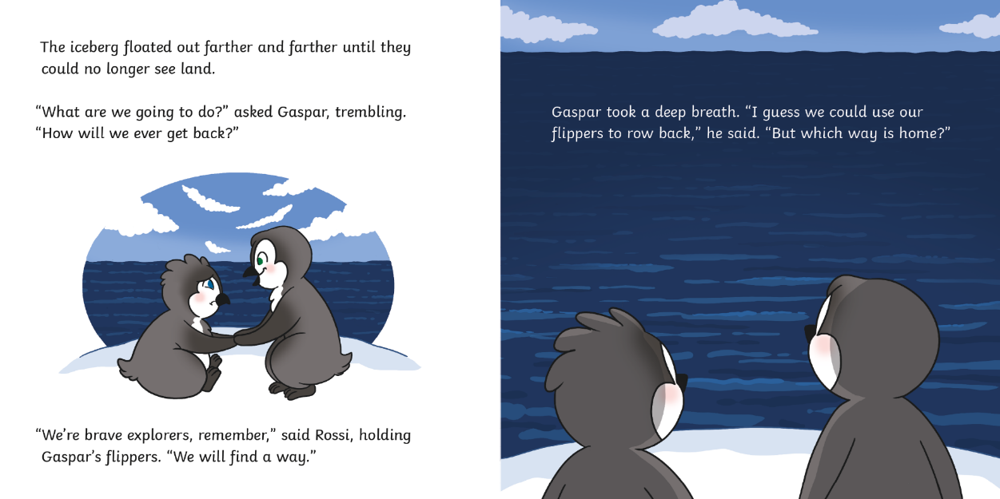 The iceberg floated out farther and farther until they
could no longer see land.
“What are we going to do?” asked Gaspar, trembling.
“How will we ever get back?”
“We’re brave explorers, remember,” said Rossi, holding
Gaspar’s flippers. “We will find a way.”
Gaspar took a deep breath. “I guess we could use our
flippers to row back,” he said. “But which way is home?”